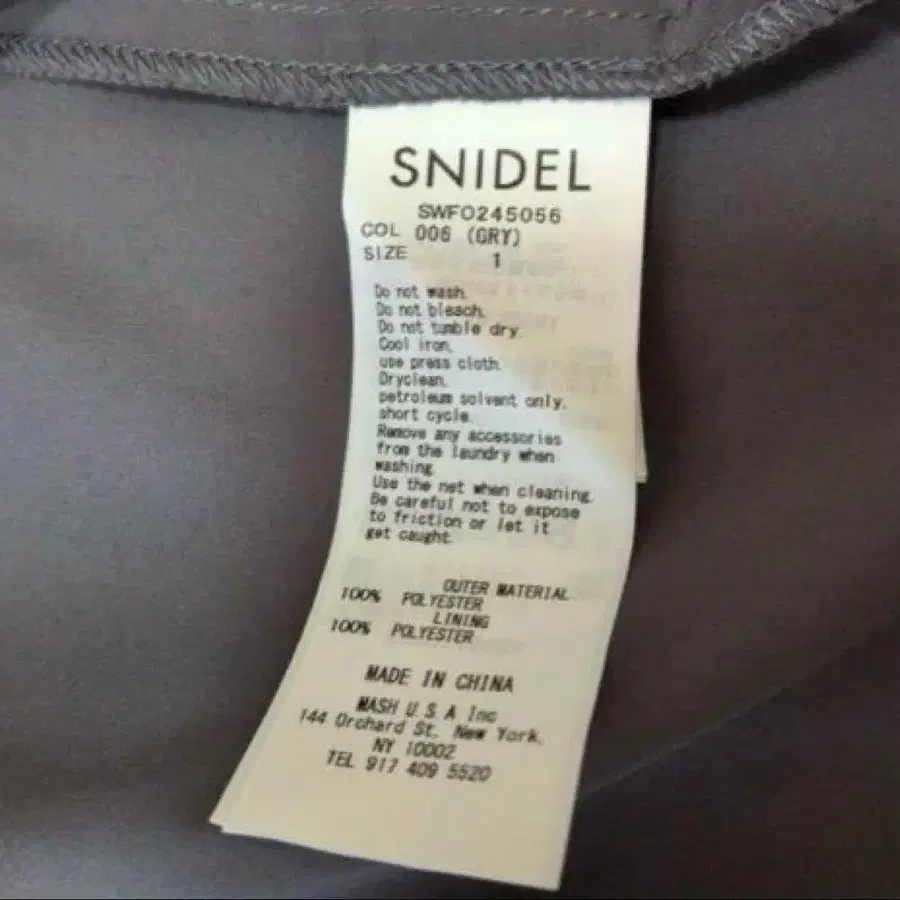 SNIDEL
SWFO245056
COL 006 (GRY)
SIZE 1
Do not wash.
Do not bleach.
Do not tumble dry.
Cool iron.
use press cloth.
Dryclean.
petroleum solvent only.
short cycle.
Remove any accessories
from the laundry when
washing.
Use the net when cleaning.
Be careful not to expose
to friction or let it
get caught.
OUTER MATERIAL
100% POLYESTER
LINING
100% POLYESTER
MADE IN CHINA
MASH U.S.A Inc
144 Orchard St. New York.
NY 10002
TEL 917 409 5520